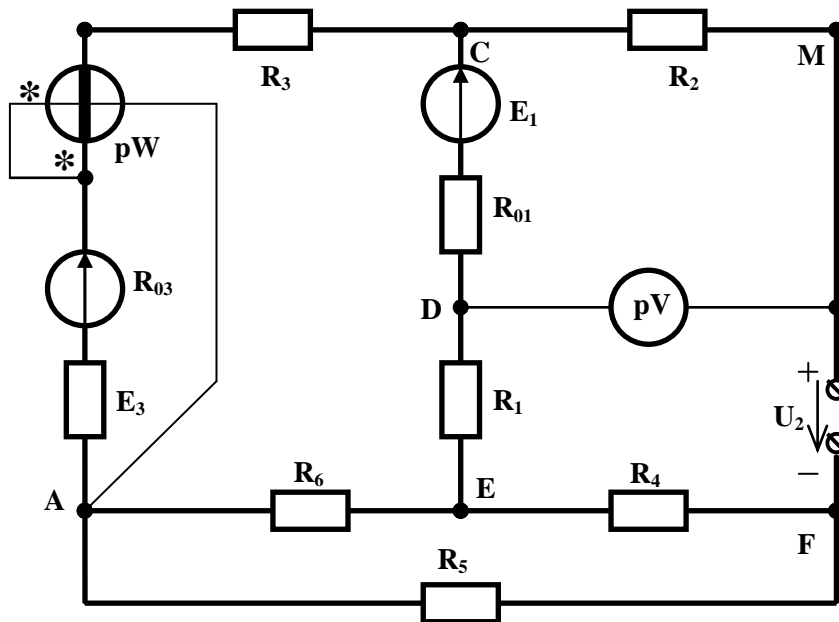 R3 C R2 M
* pW E1
*
R01
R03 D pV
E3 R1 + U2 −
A R6 E R4 F
R5